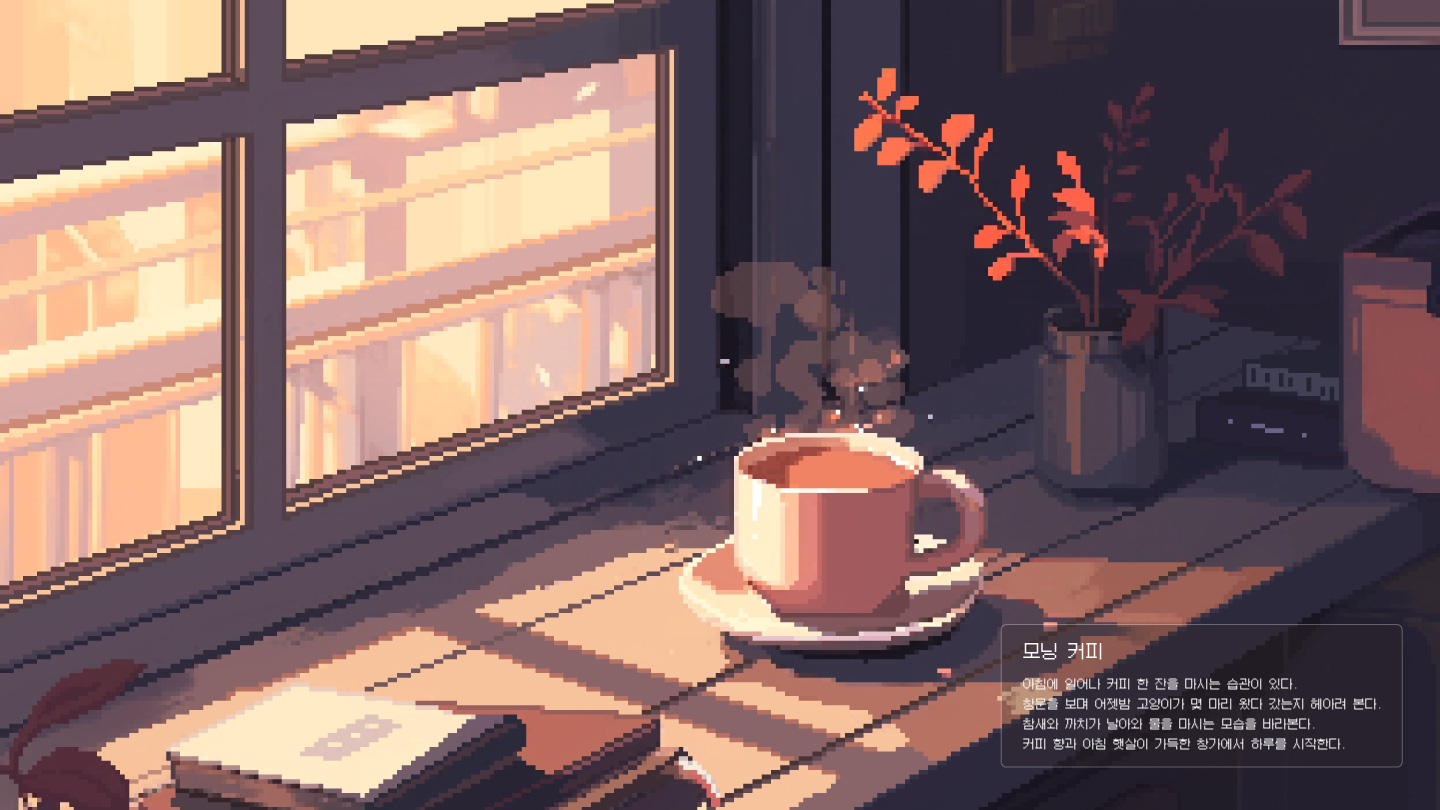 모닝 커피
아침에 일어나 커피 한 잔을 마시는 습관이 있다.
창문을 보며 어젯밤 고양이가 몇 마리 왔다 갔는지 헤아려 본다.
참새와 까치가 날아와 물을 마시는 모습을 바라본다.
커피 향과 아침 햇살이 가득한 창가에서 하루를 시작한다.